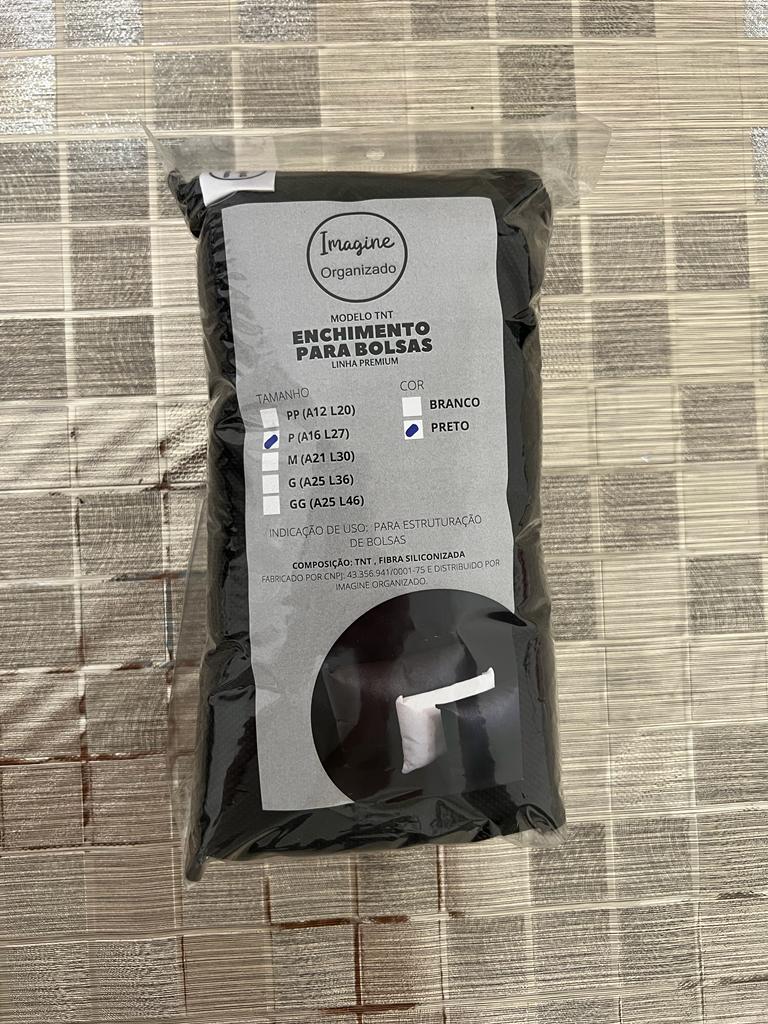 Imagine
Organizado
MODELO TNT
ENCHIMENTO
PARA BOLSAS
LINHA PREMIUM
TAMANHO
PP (A12 L20)
P (A16 L27)
M (A21 L30)
G (A25 L36)
GG (A25 L46)
COR
BRANCO
PRETO
INDICAÇÃO DE USO: PARA ESTRUTURAÇÃO
DE BOLSAS
COMPOSIÇÃO: TNT , FIBRA SILICONIZADA
FABRICADO POR CNPJ: 43.356.941/0001-75 E DISTRIBUIDO POR
IMAGINE ORGANIZADO.